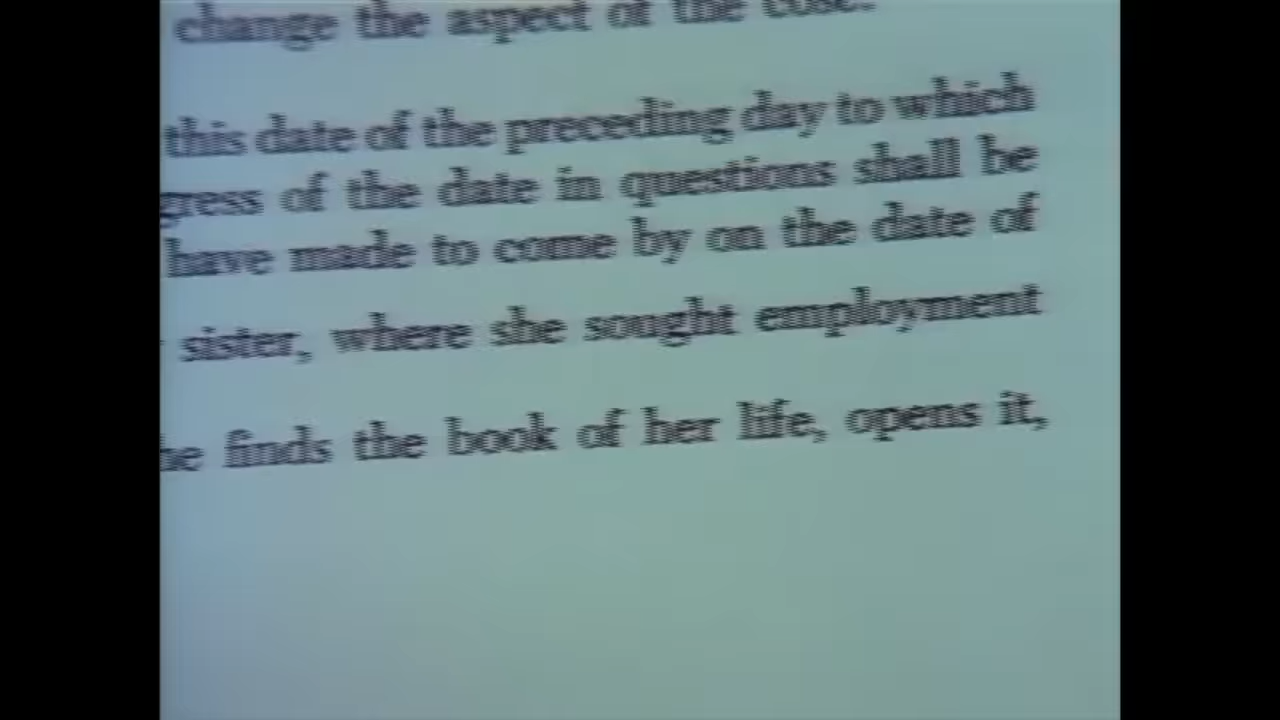 change the aspect of the
this date of the preceding day to which
gress of the date in questions shall be
have made to come by on the date of
sister, where she sought employment
he finds the book of her life, opens it,